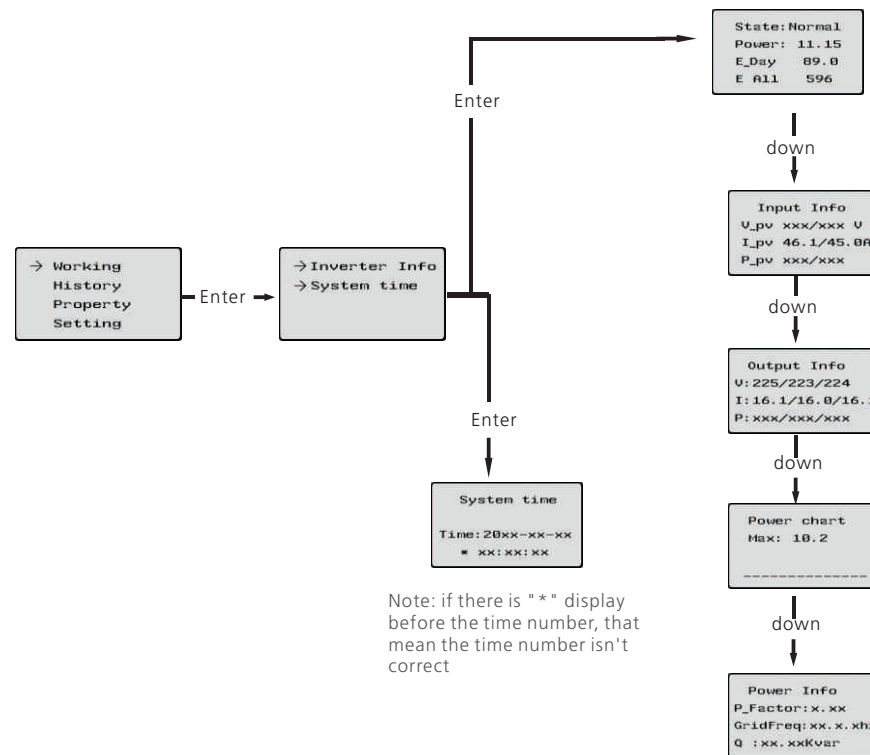 State:Normal
Power: 11.15
E_Day 89.0
E All 596
Enter
down
Input Info
V_pv xxx/xxx V
I_pv 46.1/45.0A
P_pv xxx/xxx
→ Working
History
Property
Setting
Enter
→Inverter Info
→System time
down
Output Info
V:225/223/224
I:16.1/16.0/16.
P:xxx/xxx/xxx
Enter
down
System time
Time:20xx-xx-xx
* xx:xx:xx
Power chart
Max: 10.2
Note: if there is "*" display
before the time number, that
mean the time number isn't
correct
down
Power Info
P_Factor:x.xx
GridFreq:xx.x.xhz
Q :xx.xxKvar